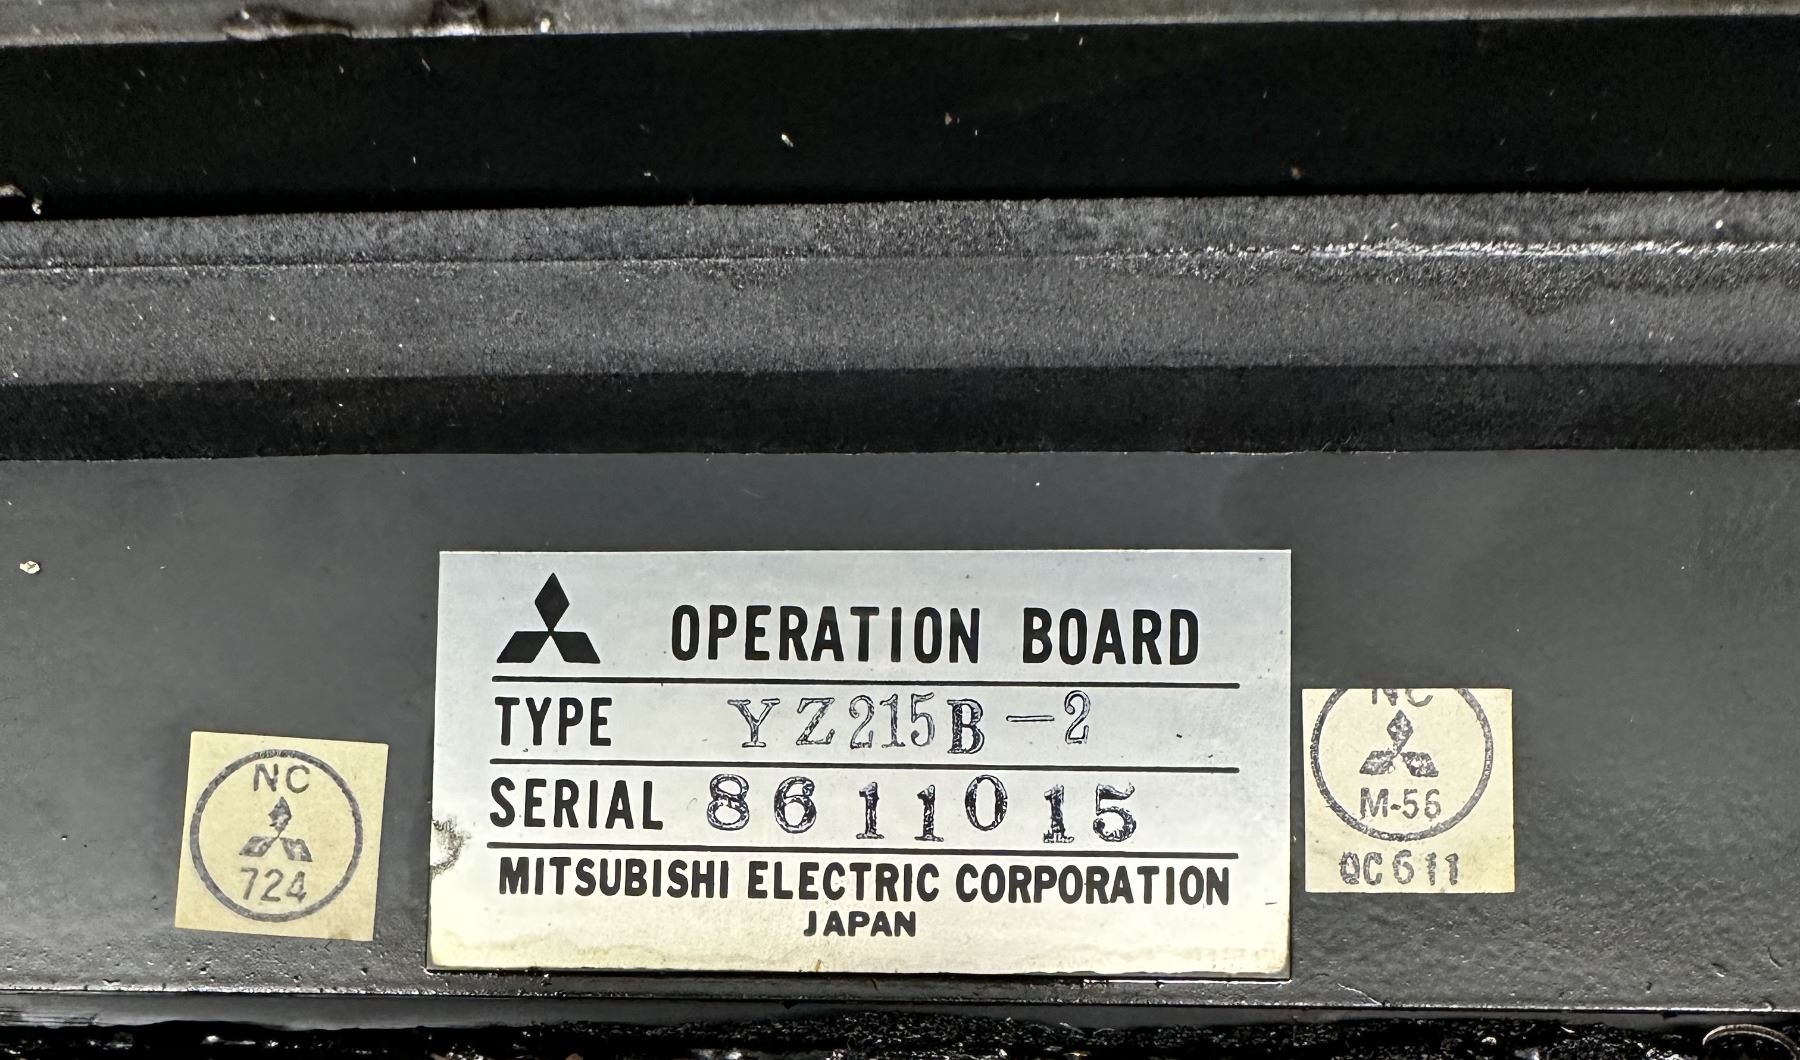 OPERATION BOARD
TYPE YZ215B-2
SERIAL 8611015
MITSUBISHI ELECTRIC CORPORATION
JAPAN
NC
724
NC
M-56
QC611